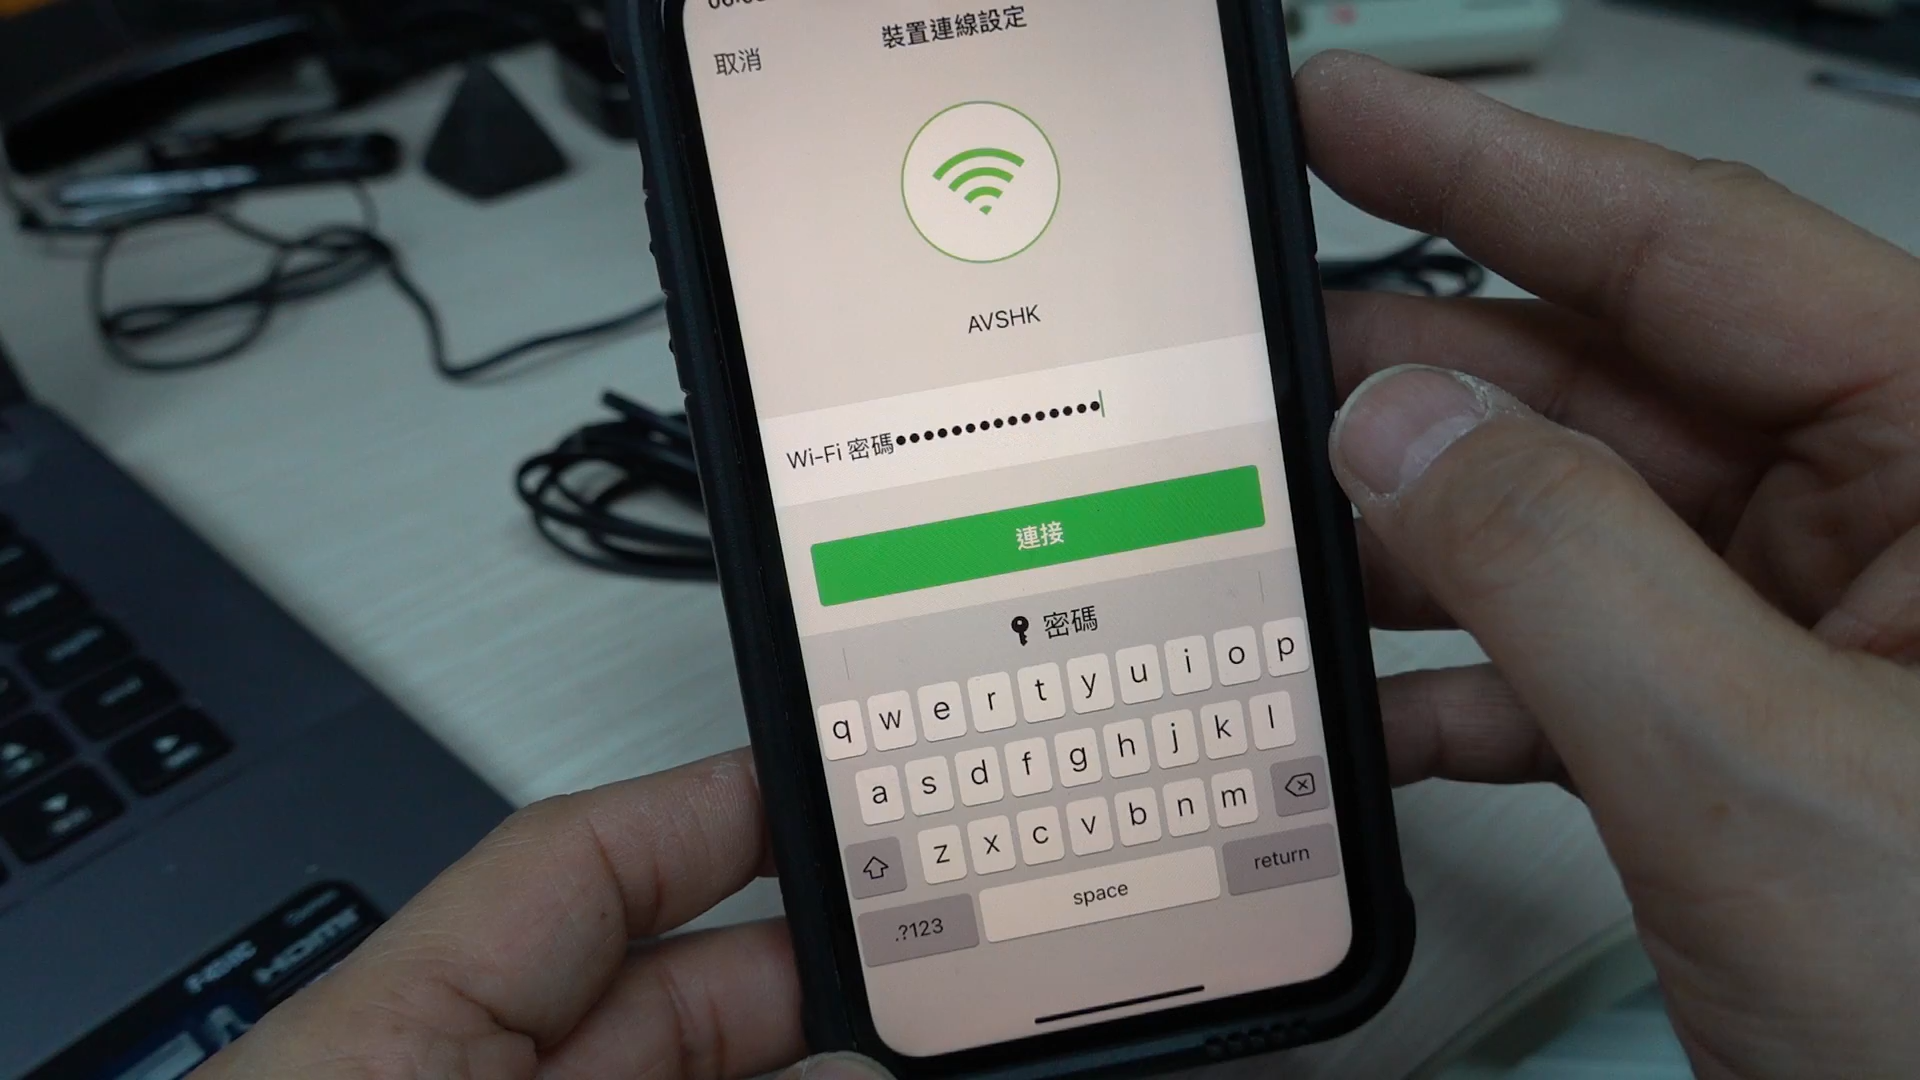 裝置連線設定
取消
AVSHK
Wi-Fi 密碼●●●●●●●●●●●●●●●
連接
密碼
q w e r t y u i o p
a s d f g h j k l
z x c v b n m
.?123 space return
HDMI